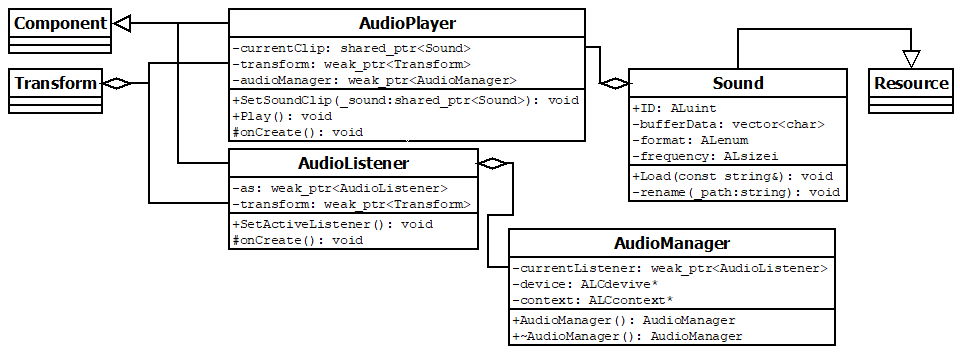 Component
Transform
AudioPlayer
-currentClip: shared_ptr<Sound>
-transform: weak_ptr<Transform>
-audioManager: weak_ptr<AudioManager>
+SetSoundClip(_sound:shared_ptr<Sound>): void
+Play(): void
#onCreate(): void
Sound
+ID: ALuint
-bufferData: vector<char>
-format: ALenum
-frequency: ALsizei
+Load(const string&): void
-rename(_path:string): void
Resource
AudioListener
-as: weak_ptr<AudioListener>
-transform: weak_ptr<Transform>
+SetActiveListener(): void
#onCreate(): void
AudioManager
-currentListener: weak_ptr<AudioListener>
-device: ALCdevive*
-context: ALCcontext*
+AudioManager(): AudioManager
+~AudioManager(): AudioManager